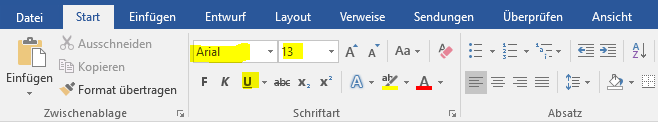 Datei Start Einfügen Entwurf Layout Verweise Sendungen Überprüfen Ansicht
Ausschneiden
Kopieren
Format übertragen
Einfügen
Zwischenablage
Arial 13 A A Aa A
F K U abc x₂ x² A ab A
Schriftart
A Z
Absatz